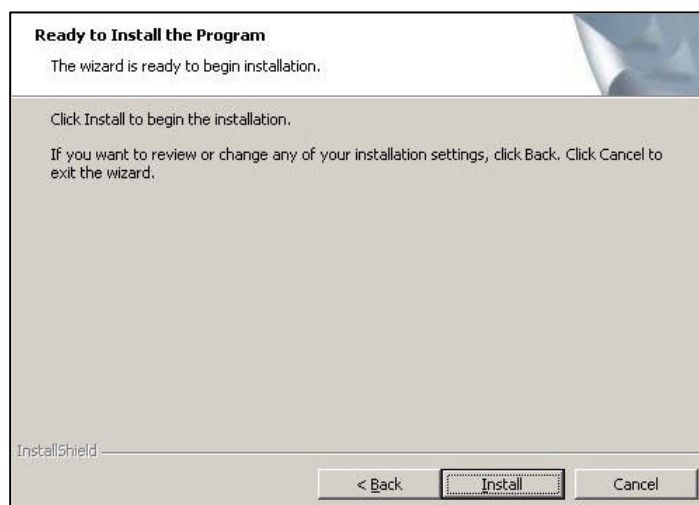 Ready to Install the Program
The wizard is ready to begin installation.
Click Install to begin the installation.
If you want to review or change any of your installation settings, click Back. Click Cancel to
exit the wizard.
InstallShield
< Back
Install
Cancel